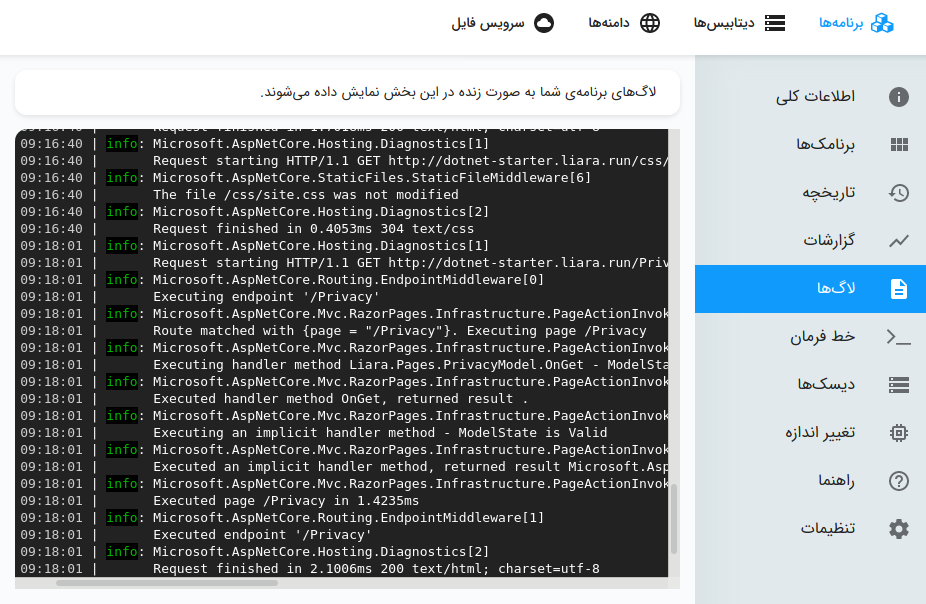 برنامه‌ها
دیتابیس‌ها
دامنه‌ها
سرویس فایل
اطلاعات کلی
برنامک‌ها
تاریخچه
گزارشات
لاگ‌ها
خط فرمان
دیسک‌ها
تغییر اندازه
راهنما
تنظیمات
لاگ‌های برنامه‌ی شما به صورت زنده در این بخش نمایش داده می‌شوند.
09:16:40 | Request finished in 1.7018ms 200 text/html; charset=utf-8
09:16:40 | info: Microsoft.AspNetCore.Hosting.Diagnostics[1]
09:16:40 | Request starting HTTP/1.1 GET http://dotnet-starter.liara.run/css/
09:16:40 | info: Microsoft.AspNetCore.StaticFiles.StaticFileMiddleware[6]
09:16:40 | The file /css/site.css was not modified
09:16:40 | info: Microsoft.AspNetCore.Hosting.Diagnostics[2]
09:16:40 | Request finished in 0.4053ms 304 text/css
09:18:01 | info: Microsoft.AspNetCore.Hosting.Diagnostics[1]
09:18:01 | Request starting HTTP/1.1 GET http://dotnet-starter.liara.run/Priv
09:18:01 | info: Microsoft.AspNetCore.Routing.EndpointMiddleware[0]
09:18:01 | Executing endpoint '/Privacy'
09:18:01 | info: Microsoft.AspNetCore.Mvc.RazorPages.Infrastructure.PageActionInvok
09:18:01 | Route matched with {page = "/Privacy"}. Executing page /Privacy
09:18:01 | info: Microsoft.AspNetCore.Mvc.RazorPages.Infrastructure.PageActionInvok
09:18:01 | Executing handler method Liara.Pages.PrivacyModel.OnGet - ModelSta
09:18:01 | info: Microsoft.AspNetCore.Mvc.RazorPages.Infrastructure.PageActionInvok
09:18:01 | Executed handler method OnGet, returned result .
09:18:01 | info: Microsoft.AspNetCore.Mvc.RazorPages.Infrastructure.PageActionInvok
09:18:01 | Executing an implicit handler method - ModelState is Valid
09:18:01 | info: Microsoft.AspNetCore.Mvc.RazorPages.Infrastructure.PageActionInvok
09:18:01 | Executed an implicit handler method, returned result Microsoft.Asp
09:18:01 | info: Microsoft.AspNetCore.Mvc.RazorPages.Infrastructure.PageActionInvok
09:18:01 | Executed page /Privacy in 1.4235ms
09:18:01 | info: Microsoft.AspNetCore.Routing.EndpointMiddleware[1]
09:18:01 | Executed endpoint '/Privacy'
09:18:01 | info: Microsoft.AspNetCore.Hosting.Diagnostics[2]
09:18:01 | Request finished in 2.1006ms 200 text/html; charset=utf-8